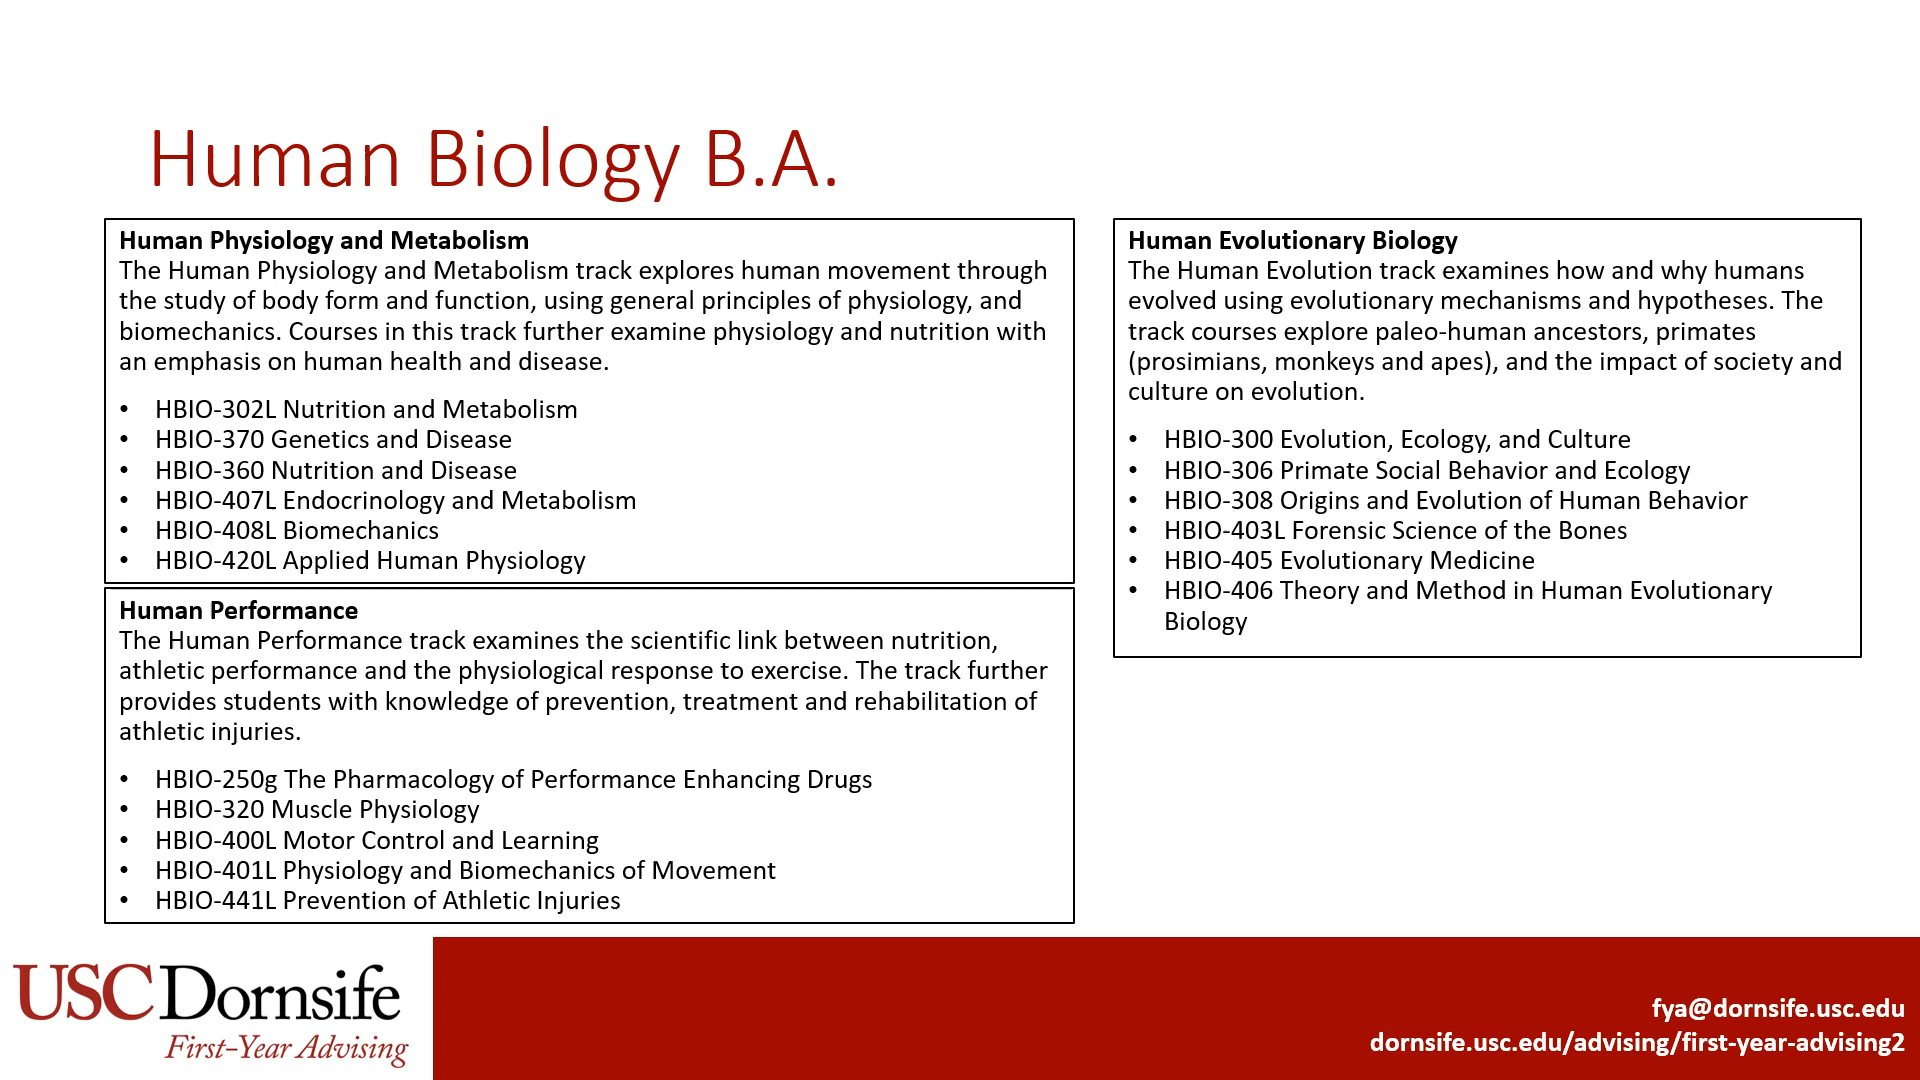 Human Biology B.A.
Human Physiology and Metabolism
The Human Physiology and Metabolism track explores human movement through
the study of body form and function, using general principles of physiology, and
biomechanics. Courses in this track further examine physiology and nutrition with
an emphasis on human health and disease.
• HBIO-302L Nutrition and Metabolism
• HBIO-370 Genetics and Disease
• HBIO-360 Nutrition and Disease
• HBIO-407L Endocrinology and Metabolism
• HBIO-408L Biomechanics
• HBIO-420L Applied Human Physiology
Human Performance
The Human Performance track examines the scientific link between nutrition,
athletic performance and the physiological response to exercise. The track further
provides students with knowledge of prevention, treatment and rehabilitation of
athletic injuries.
• HBIO-250g The Pharmacology of Performance Enhancing Drugs
• HBIO-320 Muscle Physiology
• HBIO-400L Motor Control and Learning
• HBIO-401L Physiology and Biomechanics of Movement
• HBIO-441L Prevention of Athletic Injuries
Human Evolutionary Biology
The Human Evolution track examines how and why humans
evolved using evolutionary mechanisms and hypotheses. The
track courses explore paleo-human ancestors, primates
(prosimians, monkeys and apes), and the impact of society and
culture on evolution.
• HBIO-300 Evolution, Ecology, and Culture
• HBIO-306 Primate Social Behavior and Ecology
• HBIO-308 Origins and Evolution of Human Behavior
• HBIO-403L Forensic Science of the Bones
• HBIO-405 Evolutionary Medicine
• HBIO-406 Theory and Method in Human Evolutionary
Biology
USC Dornsife
First-Year Advising
fya@dornsife.usc.edu
dornsife.usc.edu/advising/first-year-advising2